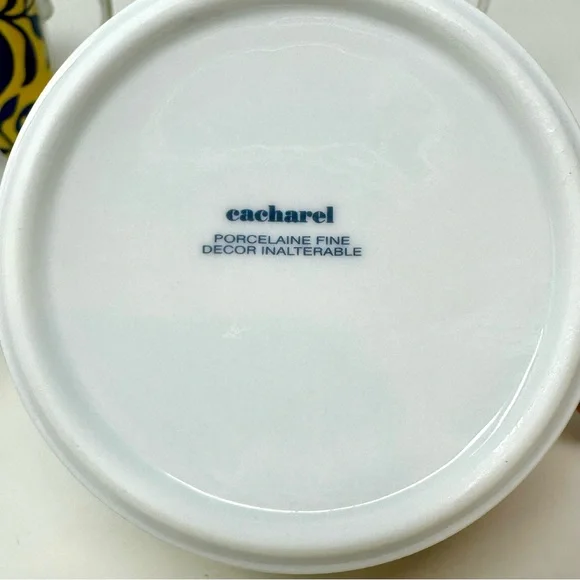 cacharel
PORCELAINE FINE
DECOR INALTERABLE